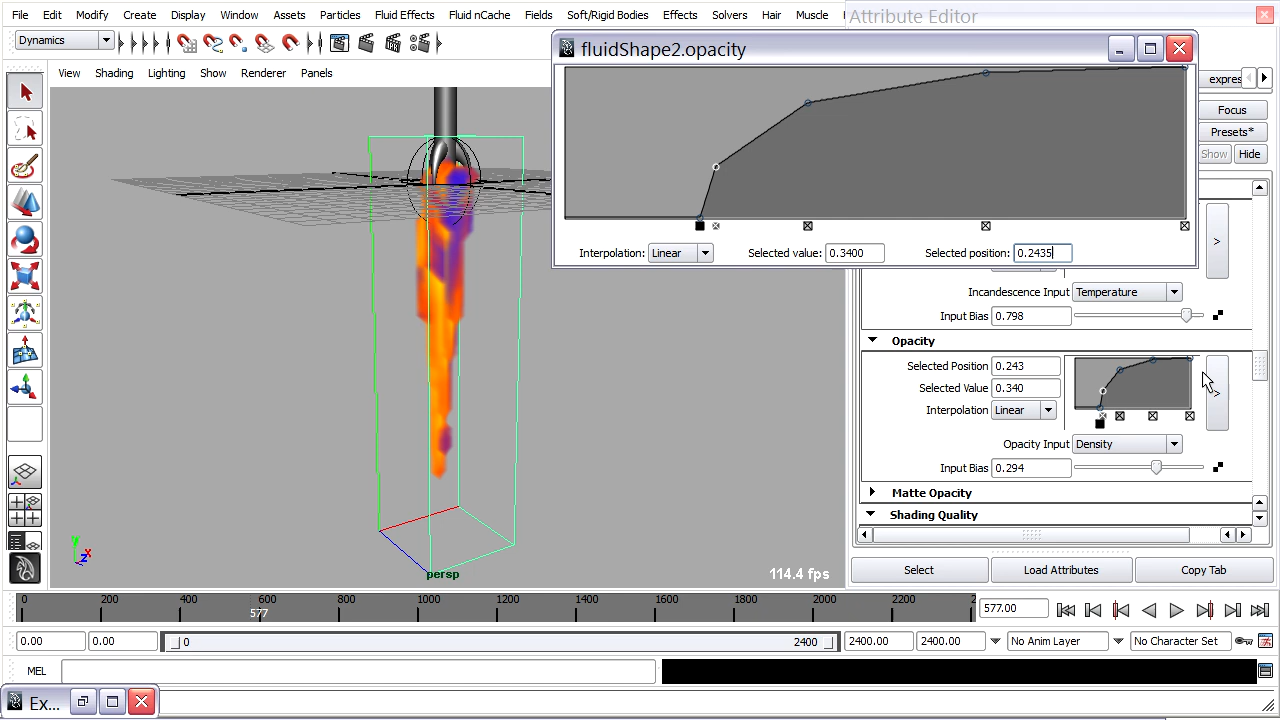 File Edit Modify Create Display Window Assets Particles Fluid Effects Fluid nCache Fields Soft/Rigid Bodies Effects Solvers Hair Muscle
Attribute Editor
Dynamics
fluidShape2.opacity
View Shading Lighting Show Renderer Panels
expres
Focus
Presets*
Show Hide
Interpolation: Linear Selected value: 0.3400 Selected position: 0.2435
>
Incandescence Input Temperature
Input Bias 0.798
Opacity
Selected Position 0.243
Selected Value 0.340
>
Interpolation Linear
Opacity Input Density
Input Bias 0.294
Matte Opacity
Shading Quality
y
x
z
persp
114.4 fps
Select Load Attributes Copy Tab
0 200 400 600 800 1000 1200 1400 1600 1800 2000 2200 2
577
577.00
0.00 0.00 0 2400 2400.00 2400.00 No Anim Layer No Character Set
MEL
Ex...